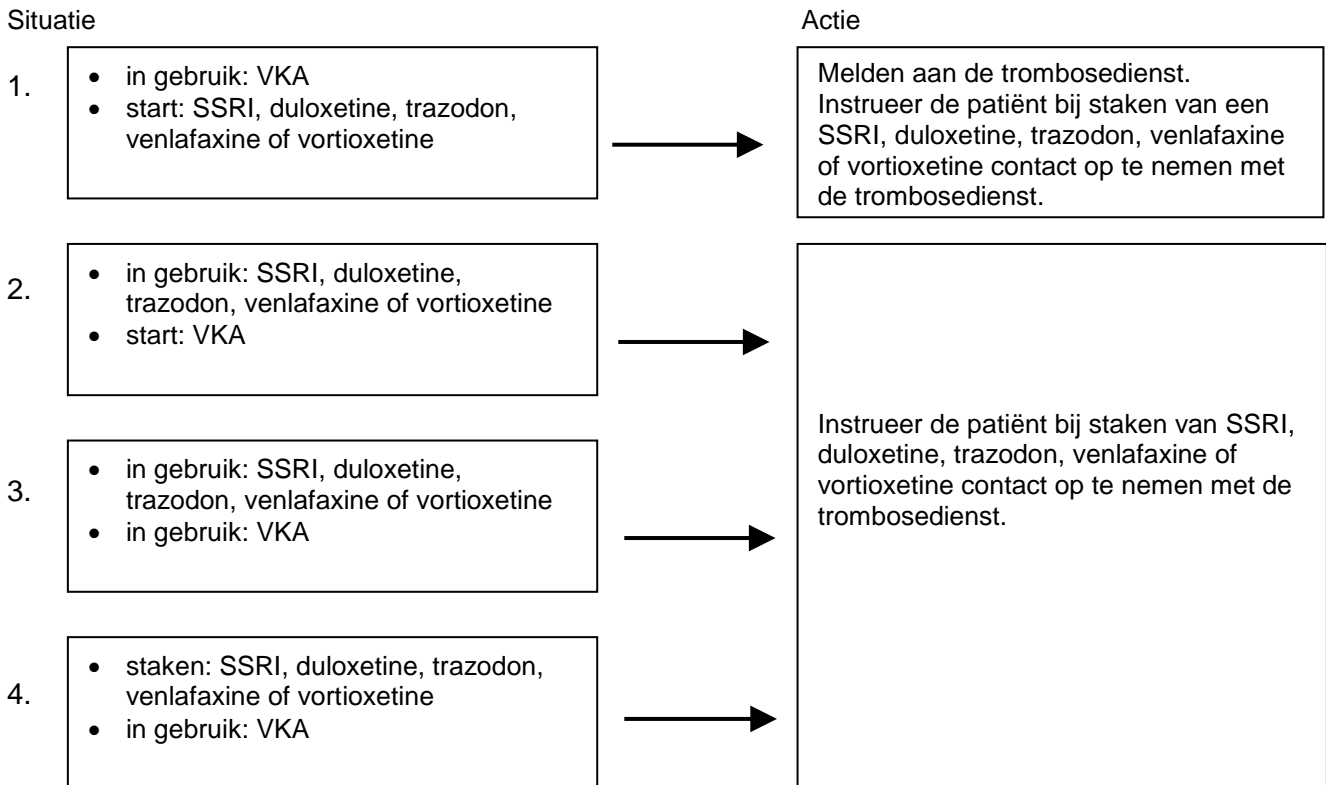 Situatie
Actie
1.
• in gebruik: VKA
• start: SSRI, duloxetine, trazodon,
venlafaxine of vortioxetine
Melden aan de trombosedienst.
Instrueer de patiënt bij staken van een
SSRI, duloxetine, trazodon, venlafaxine
of vortioxetine contact op te nemen met
de trombosedienst.
2.
• in gebruik: SSRI, duloxetine,
trazodon, venlafaxine of vortioxetine
• start: VKA
3.
• in gebruik: SSRI, duloxetine,
trazodon, venlafaxine of vortioxetine
• in gebruik: VKA
4.
• staken: SSRI, duloxetine, trazodon,
venlafaxine of vortioxetine
• in gebruik: VKA
Instrueer de patiënt bij staken van SSRI,
duloxetine, trazodon, venlafaxine of
vortioxetine contact op te nemen met de
trombosedienst.